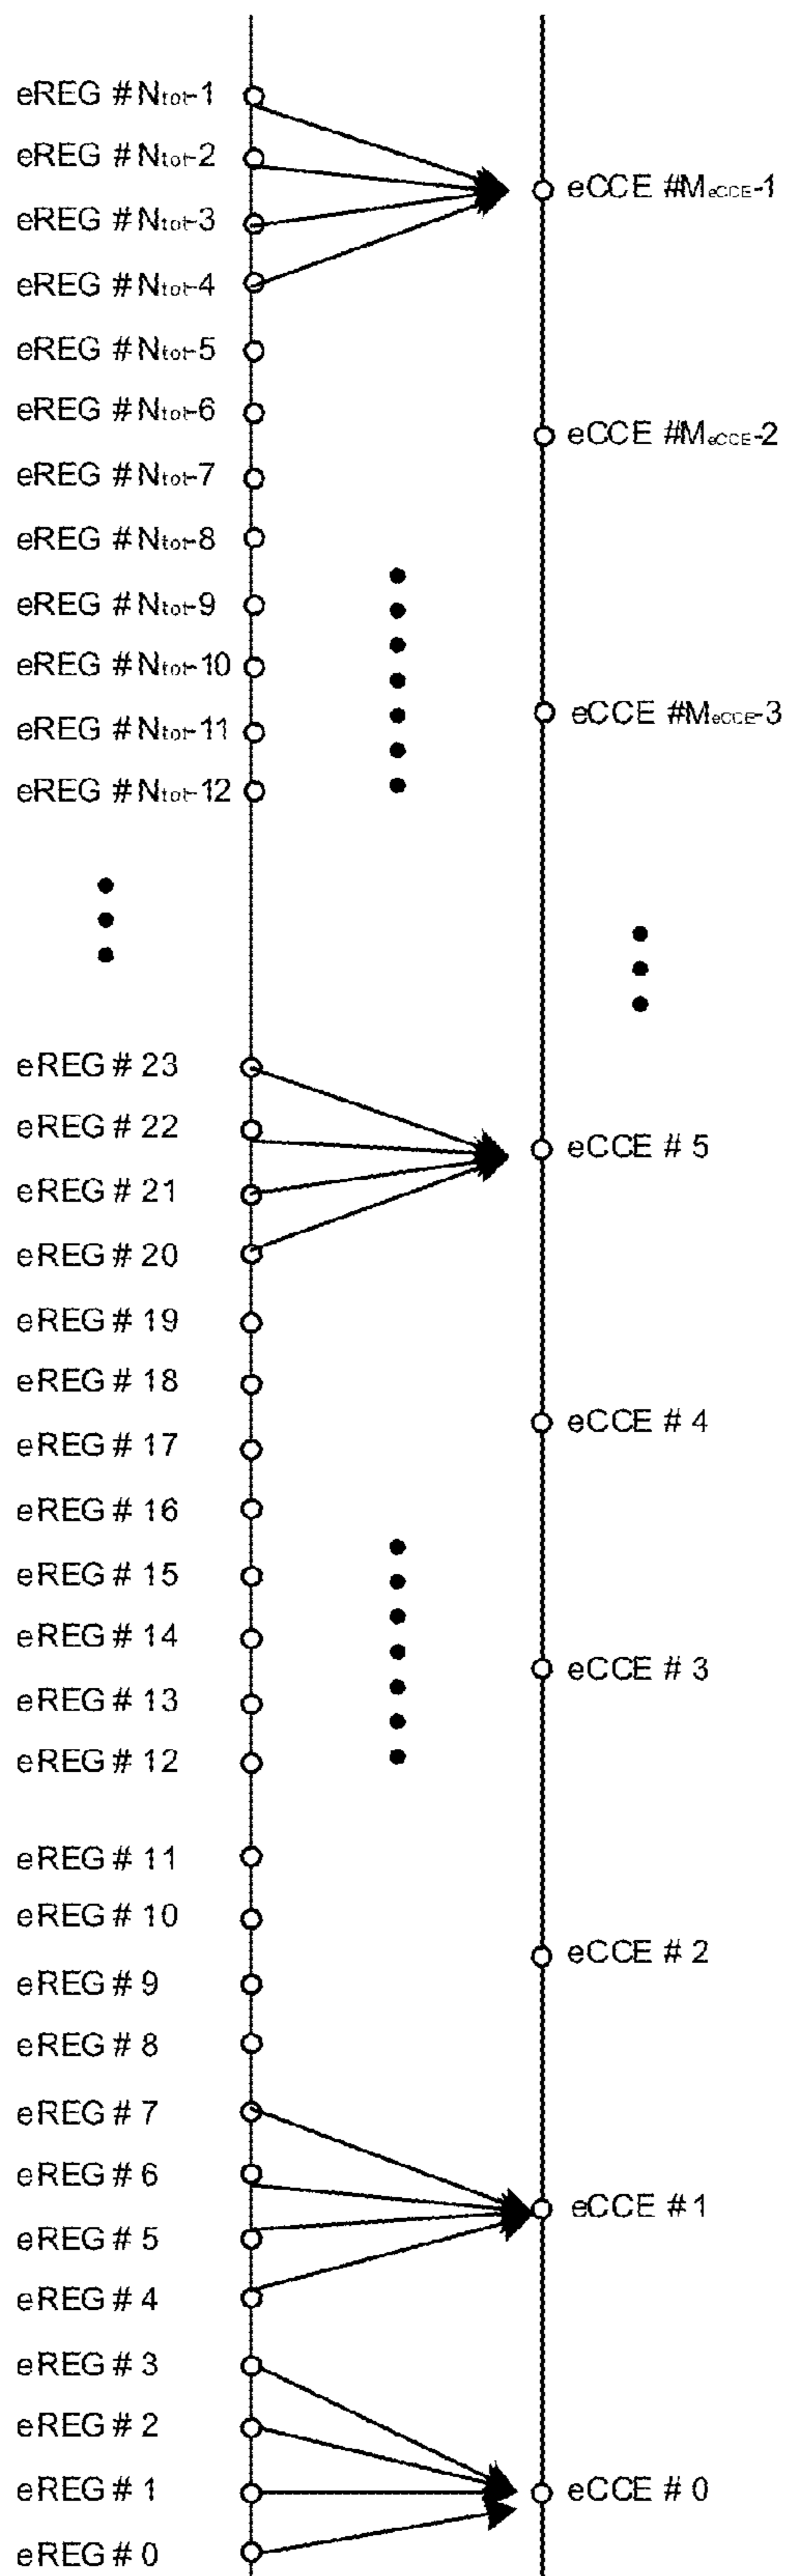 eREG #Ntot-1
eREG #Ntot-2
eCCE #MeCCE-1
eREG #Ntot-3
eREG #Ntot-4
eREG #Ntot-5
eREG #Ntot-6
eCCE #MeCCE-2
eREG #Ntot-7
eREG #Ntot-8
eREG #Ntot-9
eREG #Ntot-10
eCCE #MeCCE-3
eREG #Ntot-11
eREG #Ntot-12
eREG # 23
eREG # 22
eCCE # 5
eREG # 21
eREG # 20
eREG # 19
eREG # 18
eCCE # 4
eREG # 17
eREG # 16
eREG # 15
eREG # 14
eCCE # 3
eREG # 13
eREG # 12
eREG # 11
eREG # 10
eCCE # 2
eREG # 9
eREG # 8
eREG # 7
eREG # 6
eCCE # 1
eREG # 5
eREG # 4
eREG # 3
eREG # 2
eREG # 1
eCCE # 0
eREG # 0